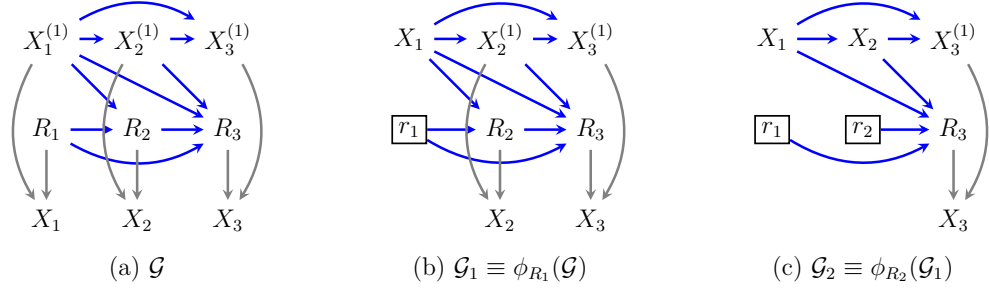 X_1^{(1)} X_2^{(1)} X_3^{(1)} X_1 X_2^{(1)} X_3^{(1)} X_1 X_2 X_3^{(1)}
R_1 R_2 R_3 r_1 R_2 R_3 r_1 r_2 R_3
X_1 X_2 X_3 X_2 X_3 X_3
(a) 𝒢 (b) 𝒢_1 ≡ ϕ_{R_1}(𝒢) (c) 𝒢_2 ≡ ϕ_{R_2}(𝒢_1)